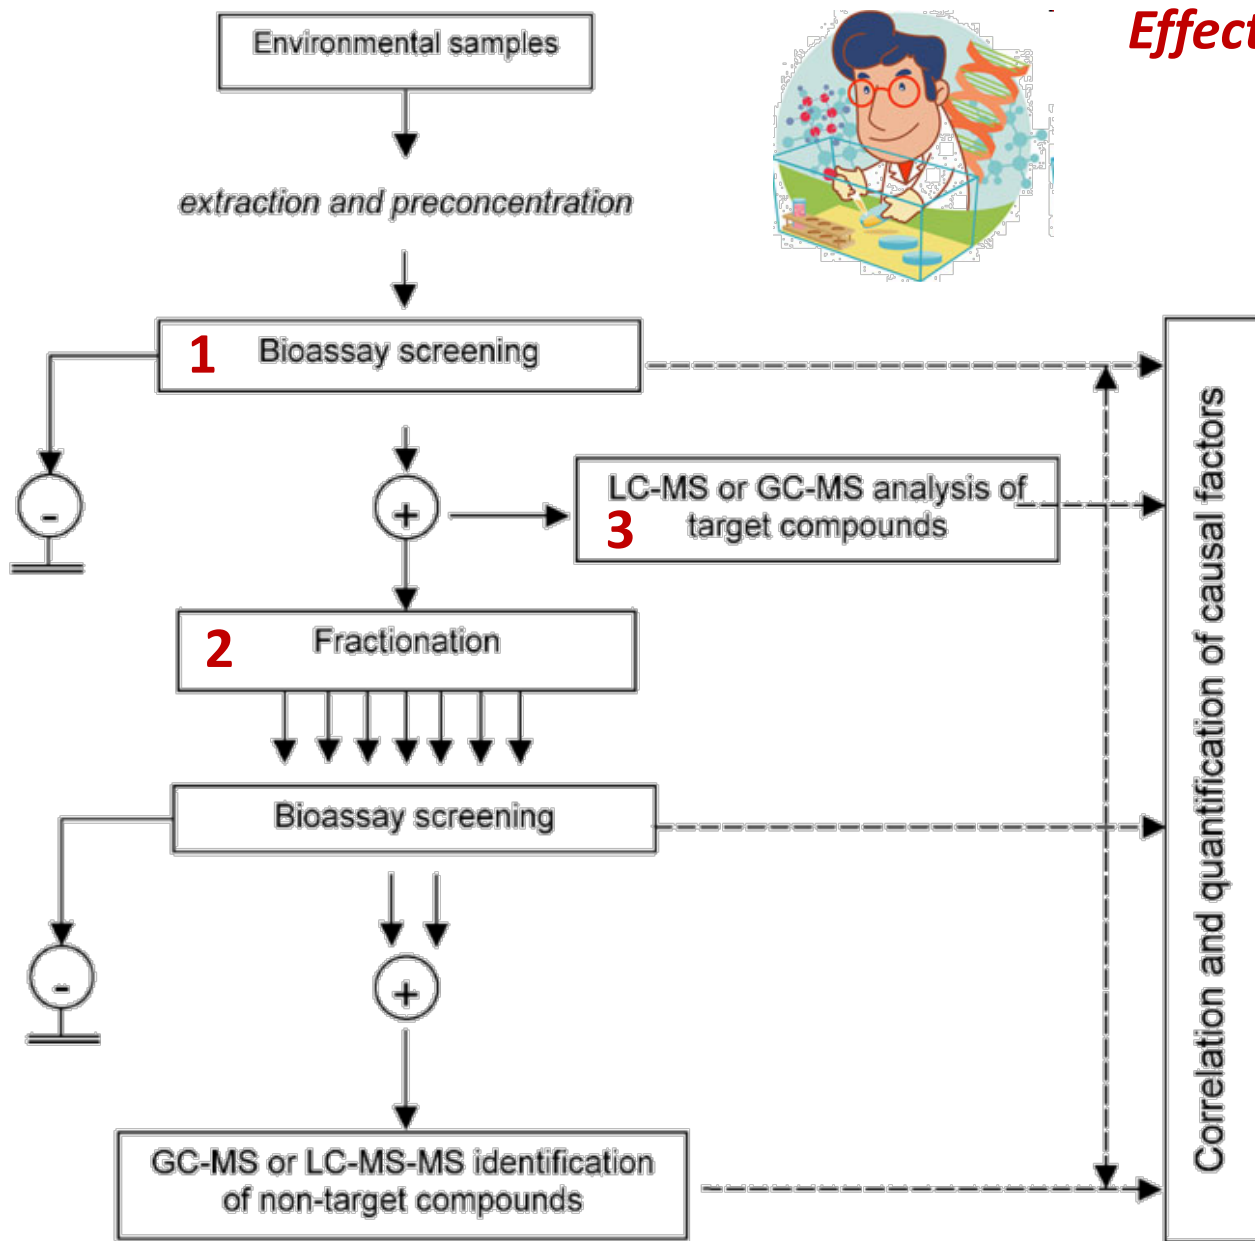 Effect
Environmental samples
extraction and preconcentration
1 Bioassay screening
-
+
LC-MS or GC-MS analysis of
3 target compounds
2 Fractionation
Bioassay screening
-
+
GC-MS or LC-MS-MS identification
of non-target compounds
Correlation and quantification of causal factors